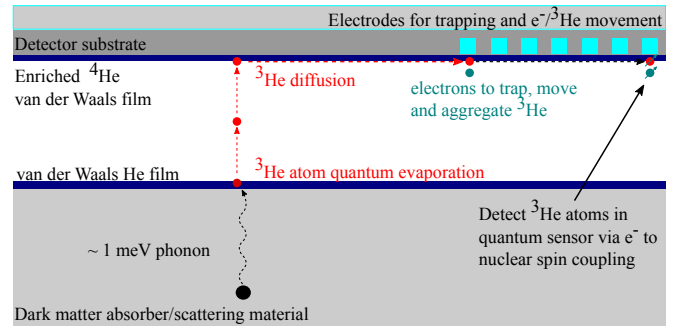 Electrodes for trapping and e⁻/³He movement
Detector substrate
Enriched ⁴He
van der Waals film
³He diffusion
electrons to trap, move
and aggregate ³He
van der Waals He film
³He atom quantum evaporation
Detect ³He atoms in
quantum sensor via e⁻ to
nuclear spin coupling
~ 1 meV phonon
Dark matter absorber/scattering material